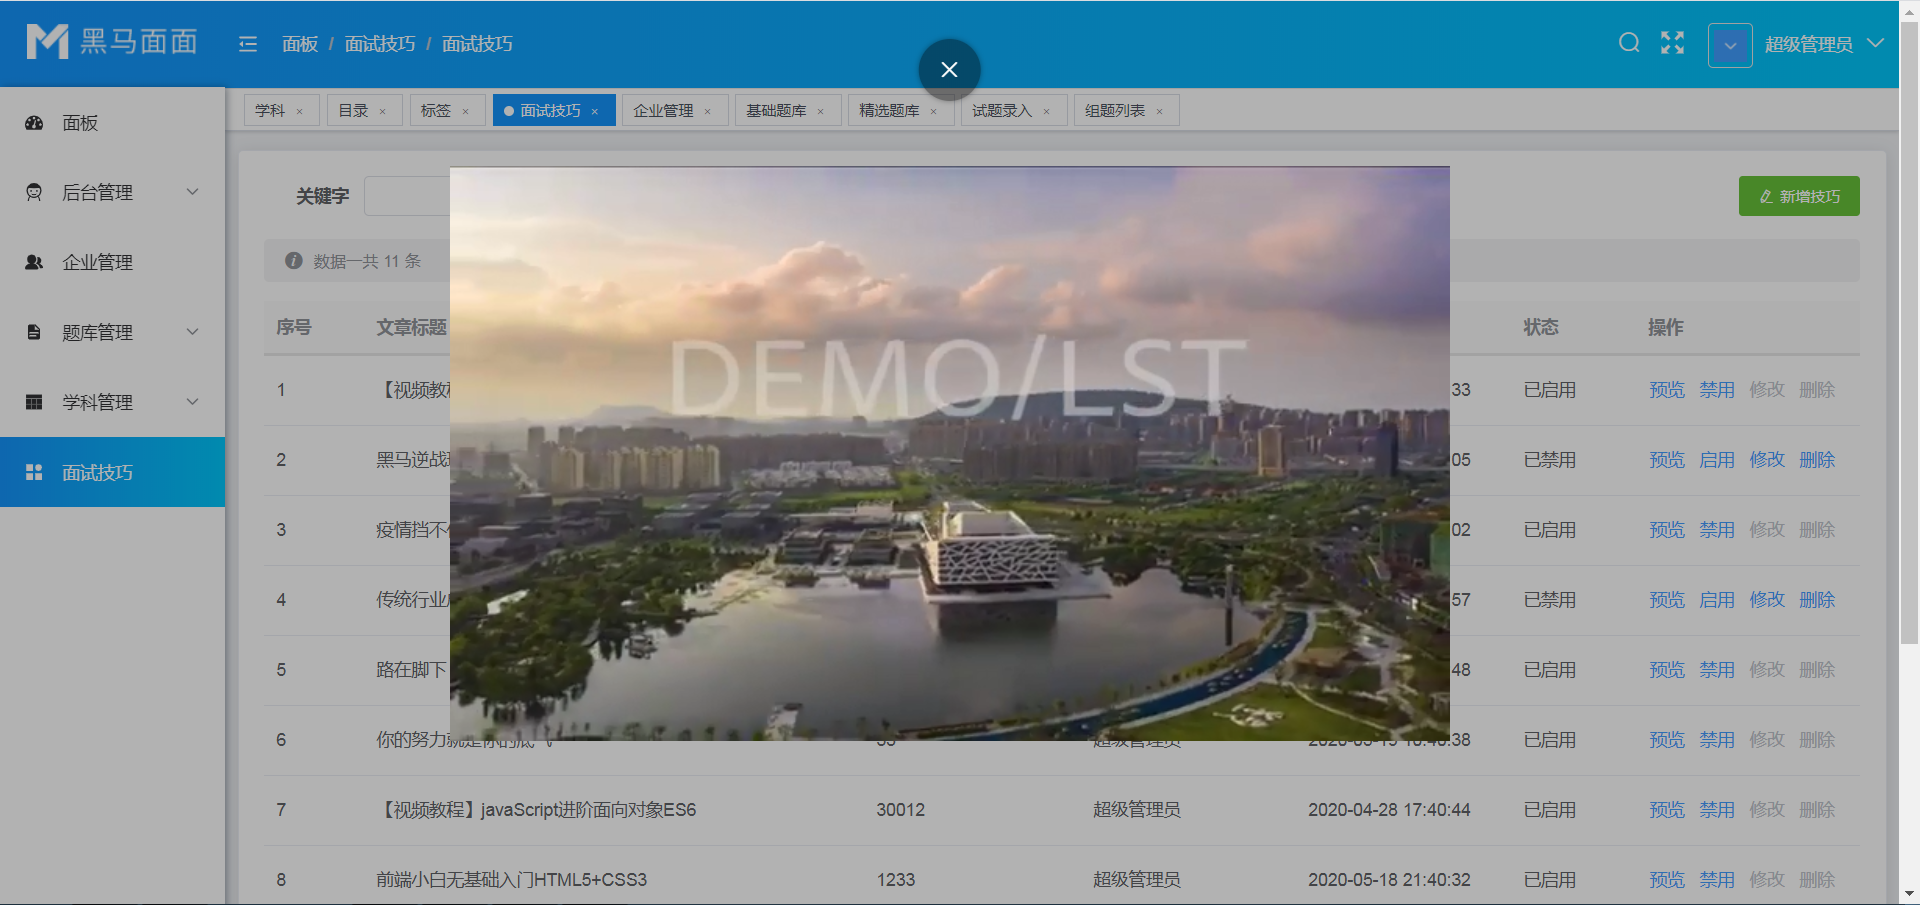 黑马面面
面板 / 面试技巧 / 面试技巧
超级管理员
学科 ×
目录 ×
标签 ×
面试技巧 ×
企业管理 ×
基础题库 ×
精选题库 ×
试题录入 ×
组题列表 ×
面板
后台管理
企业管理
题库管理
学科管理
面试技巧
关键字
新增技巧
数据一共 11 条
序号 文章标题 状态 操作
DEMO/LST
1 【视频教 33 已启用 预览 禁用 修改 删除
2 黑马逆战 05 已禁用 预览 启用 修改 删除
3 疫情挡不 02 已启用 预览 禁用 修改 删除
4 传统行业 57 已禁用 预览 启用 修改 删除
5 路在脚下 48 已启用 预览 禁用 修改 删除
6 你的努力就是你的底气 38 已启用 预览 禁用 修改 删除
7 【视频教程】javaScript进阶面向对象ES6 30012 超级管理员 2020-04-28 17:40:44 已启用 预览 禁用 修改 删除
8 前端小白无基础入门HTML5+CSS3 1233 超级管理员 2020-05-18 21:40:32 已启用 预览 禁用 修改 删除